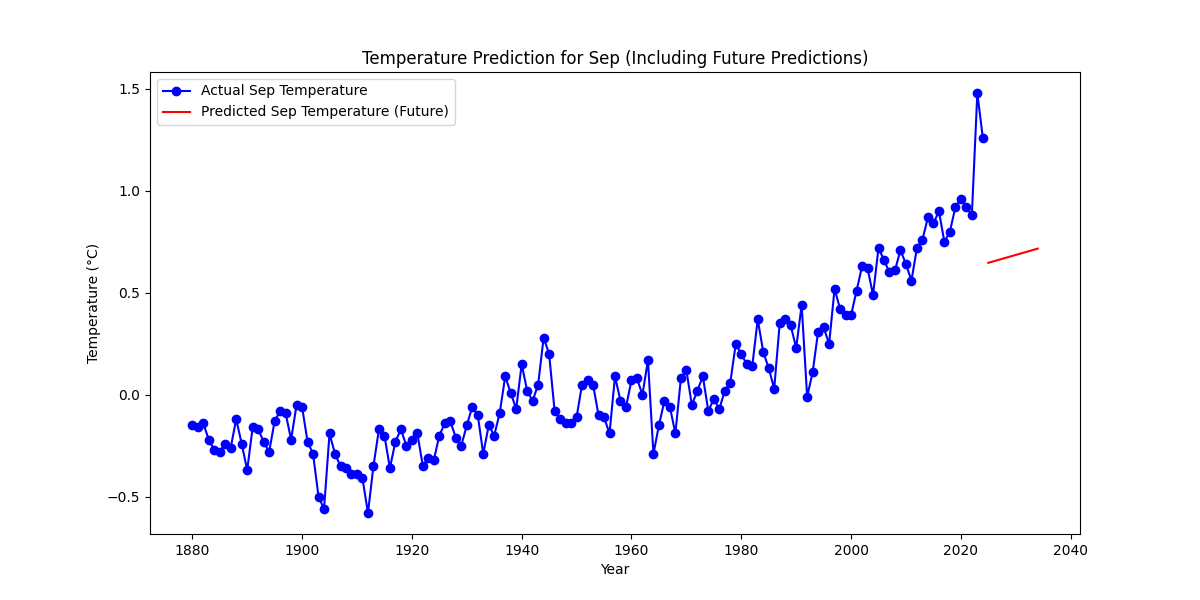 Temperature Prediction for Sep (Including Future Predictions)
Actual Sep Temperature
Predicted Sep Temperature (Future)
Temperature (°C)
1.5
1.0
0.5
0.0
−0.5
1880 1900 1920 1940 1960 1980 2000 2020 2040
Year